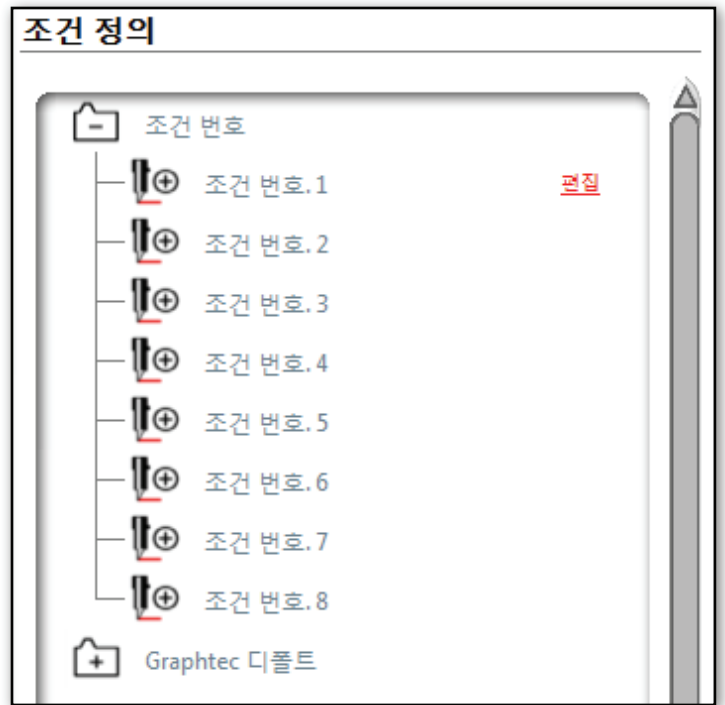 조건 정의
조건 번호
조건 번호.1 편집
조건 번호.2
조건 번호.3
조건 번호.4
조건 번호.5
조건 번호.6
조건 번호.7
조건 번호.8
Graphtec 디폴트